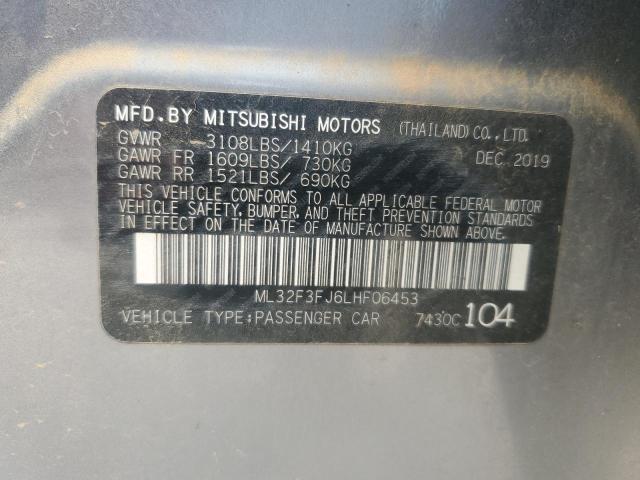 MFD.BY MITSUBISHI MOTORS (THAILAND) CO., LTD.
GVWR 3108LBS/1410KG DEC. 2019
GAWR FR 1609LBS/ 730KG
GAWR RR 1521LBS/ 690KG
THIS VEHICLE CONFORMS TO ALL APPLICABLE FEDERAL MOTOR
VEHICLE SAFETY, BUMPER, AND THEFT PREVENTION STANDARDS
IN EFFECT ON THE DATE OF MANUFACTURE SHOWN ABOVE.
ML32F3FJ6LHF06453
VEHICLE TYPE:PASSENGER CAR 7430C 104